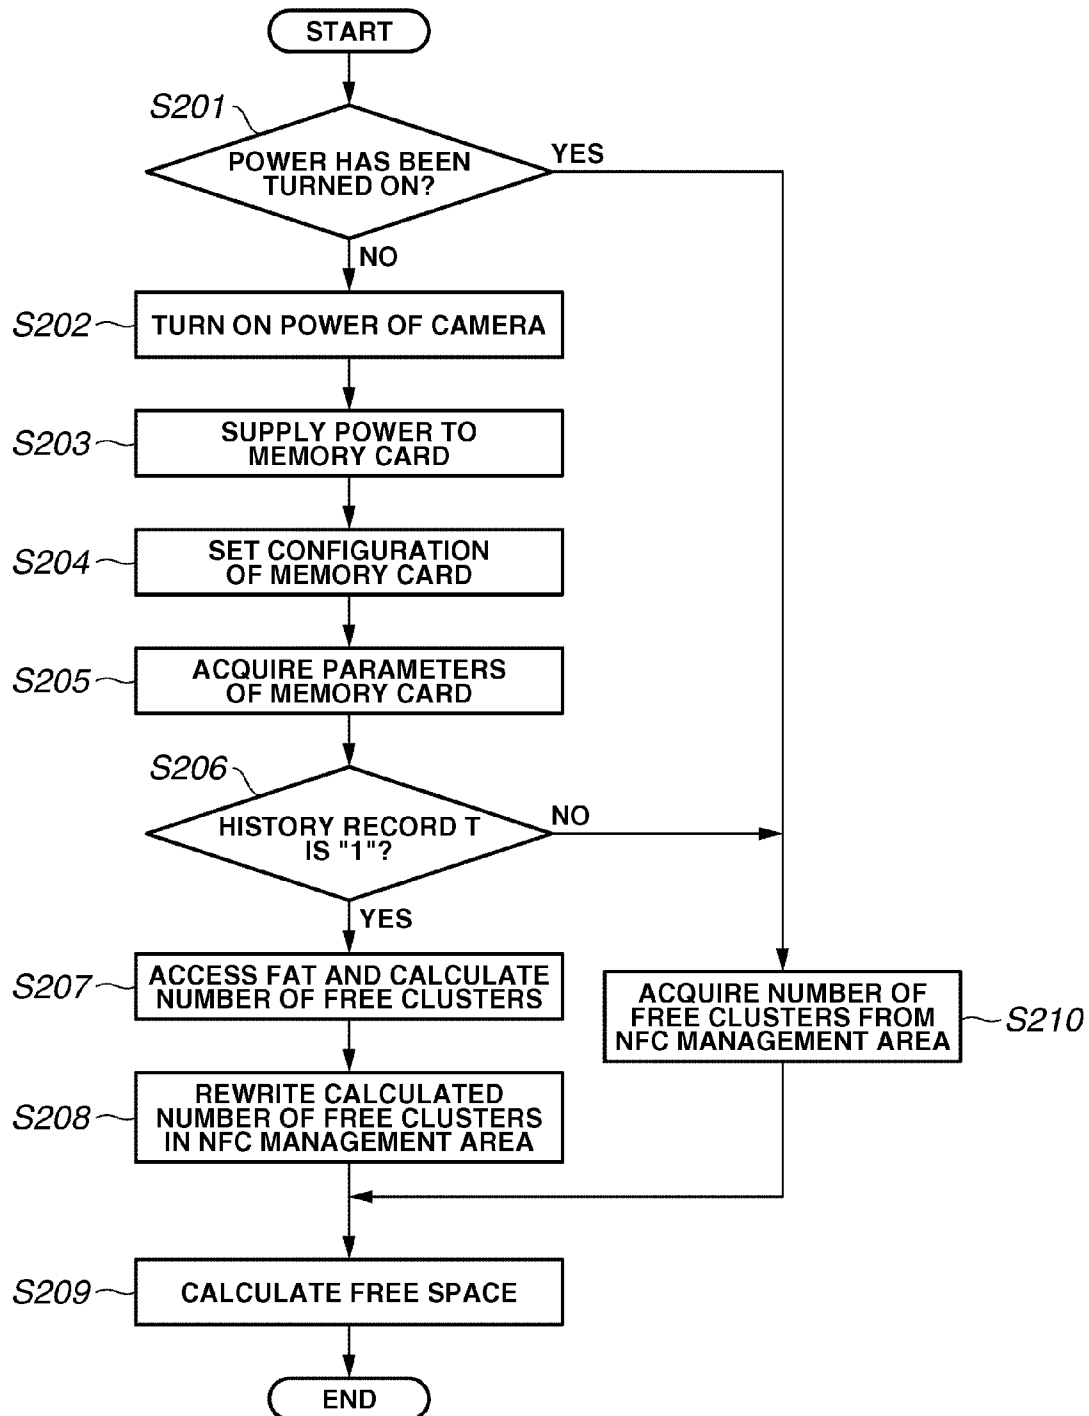 START
S201
POWER HAS BEEN
TURNED ON?
YES
NO
S202
TURN ON POWER OF CAMERA
S203
SUPPLY POWER TO
MEMORY CARD
S204
SET CONFIGURATION
OF MEMORY CARD
S205
ACQUIRE PARAMETERS
OF MEMORY CARD
S206
HISTORY RECORD T
IS "1"?
NO
YES
S207
ACCESS FAT AND CALCULATE
NUMBER OF FREE CLUSTERS
ACQUIRE NUMBER OF
FREE CLUSTERS FROM
NFC MANAGEMENT AREA
S210
S208
REWRITE CALCULATED
NUMBER OF FREE CLUSTERS
IN NFC MANAGEMENT AREA
S209
CALCULATE FREE SPACE
END